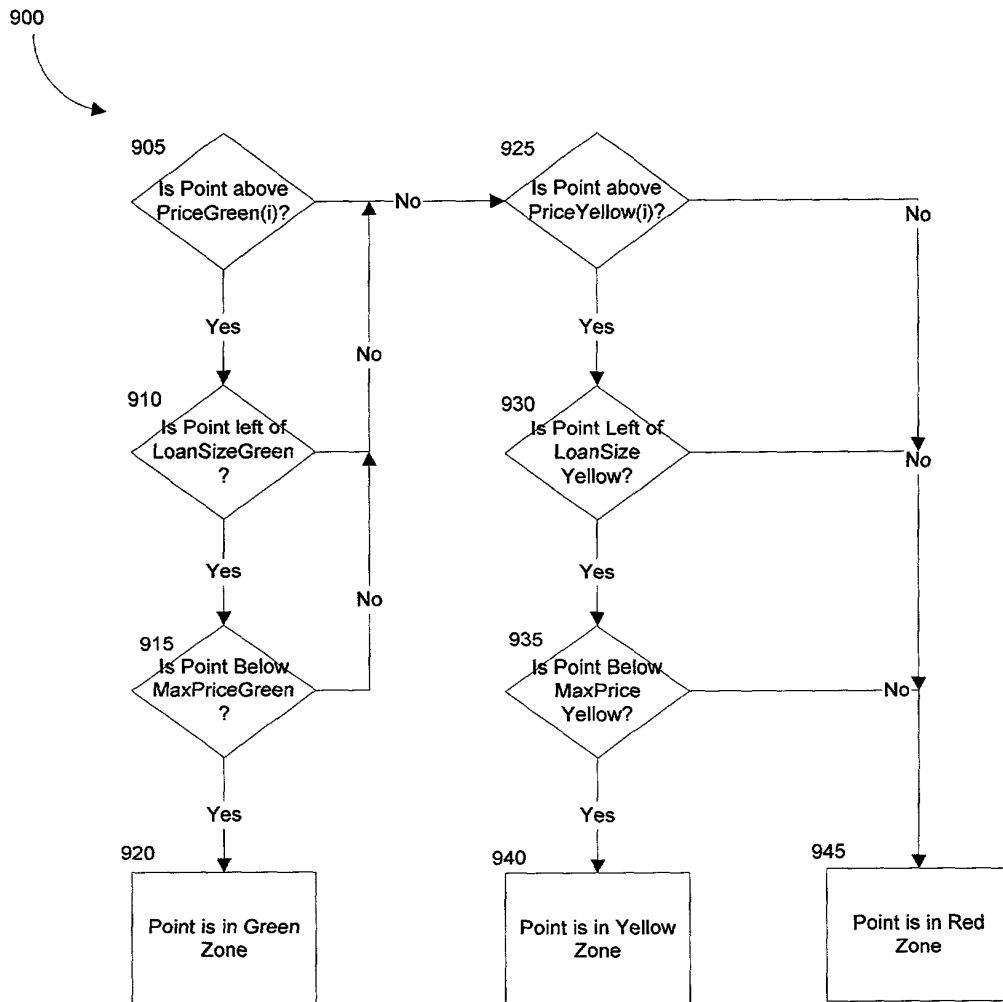 900
905
Is Point above
PriceGreen(i)?
No
925
Is Point above
PriceYellow(i)?
No
Yes
Yes
No
910
Is Point left of
LoanSizeGreen
?
930
Is Point Left of
LoanSize
Yellow?
No
Yes
Yes
No
915
Is Point Below
MaxPriceGreen
?
935
Is Point Below
MaxPrice
Yellow?
No
Yes
Yes
920
Point is in Green
Zone
940
Point is in Yellow
Zone
945
Point is in Red
Zone